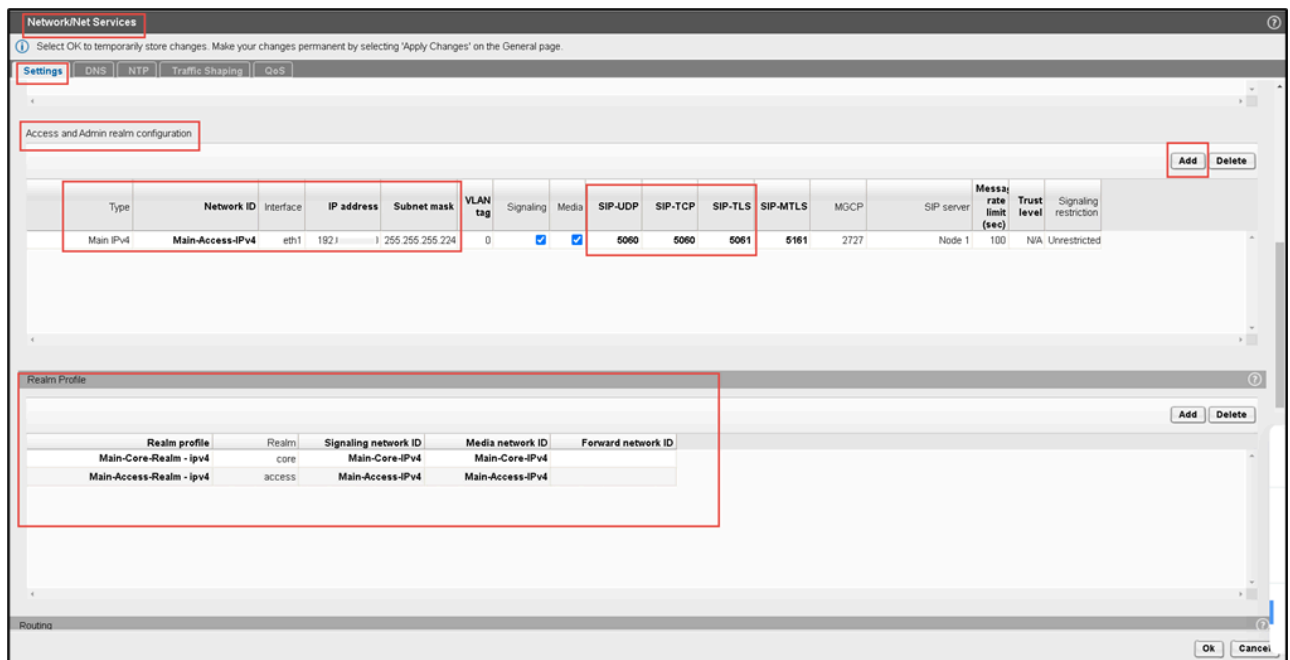 Network/Net Services
Select OK to temporarily store changes. Make your changes permanent by selecting 'Apply Changes' on the General page.
Settings DNS NTP Traffic Shaping QoS
Access and Admin realm configuration
Add Delete
Type Network ID Interface IP address Subnet mask VLAN tag Signaling Media SIP-UDP SIP-TCP SIP-TLS SIP-MTLS MGCP SIP server Messag rate limit (sec) Trust level Signaling restriction
Main IPv4 Main-Access-IPv4 eth1 192. 255.255.255.224 0 5060 5060 5061 5161 2727 Node 1 100 N/A Unrestricted
Realm Profile
Add Delete
Realm profile Realm Signaling network ID Media network ID Forward network ID
Main-Core-Realm - ipv4 core Main-Core-IPv4 Main-Core-IPv4
Main-Access-Realm - ipv4 access Main-Access-IPv4 Main-Access-IPv4
Routing
Ok Cancel